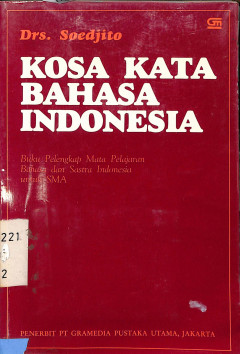 GM
Drs. Soedjito
KOSA KATA
BAHASA
INDONESIA
Buku Pelengkap Mata Pelajaran
Bahasa dan Sastra Indonesia
untuk SMA
221
2
PENERBIT PT GRAMEDIA PUSTAKA UTAMA, JAKARTA